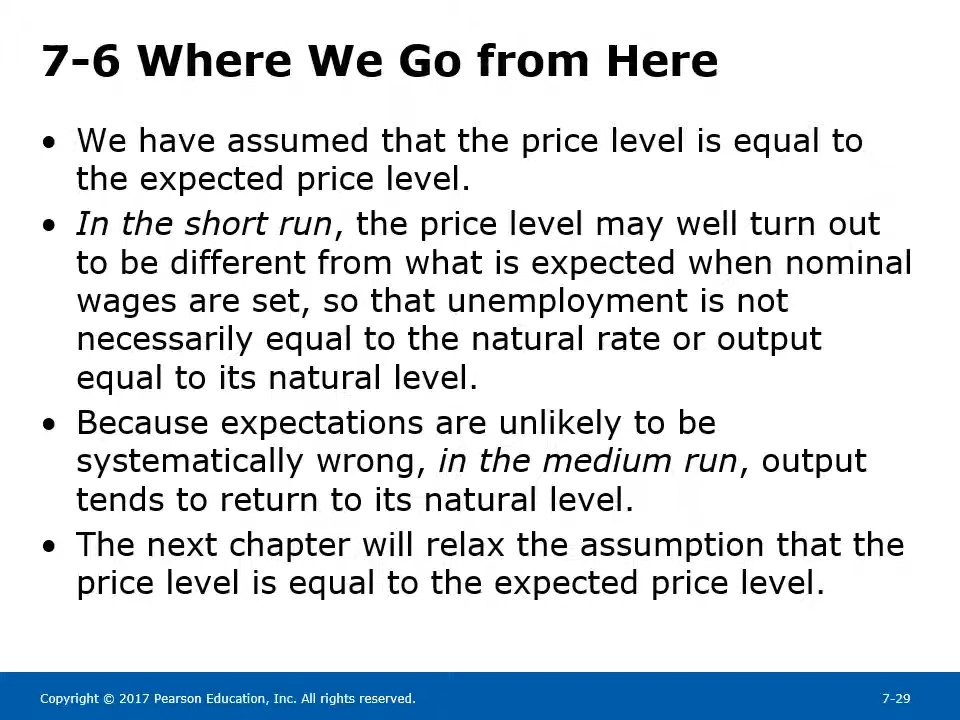 7-6 Where We Go from Here
• We have assumed that the price level is equal to
the expected price level.
• In the short run, the price level may well turn out
to be different from what is expected when nominal
wages are set, so that unemployment is not
necessarily equal to the natural rate or output
equal to its natural level.
• Because expectations are unlikely to be
systematically wrong, in the medium run, output
tends to return to its natural level.
• The next chapter will relax the assumption that the
price level is equal to the expected price level.
Copyright © 2017 Pearson Education, Inc. All rights reserved.
7-29